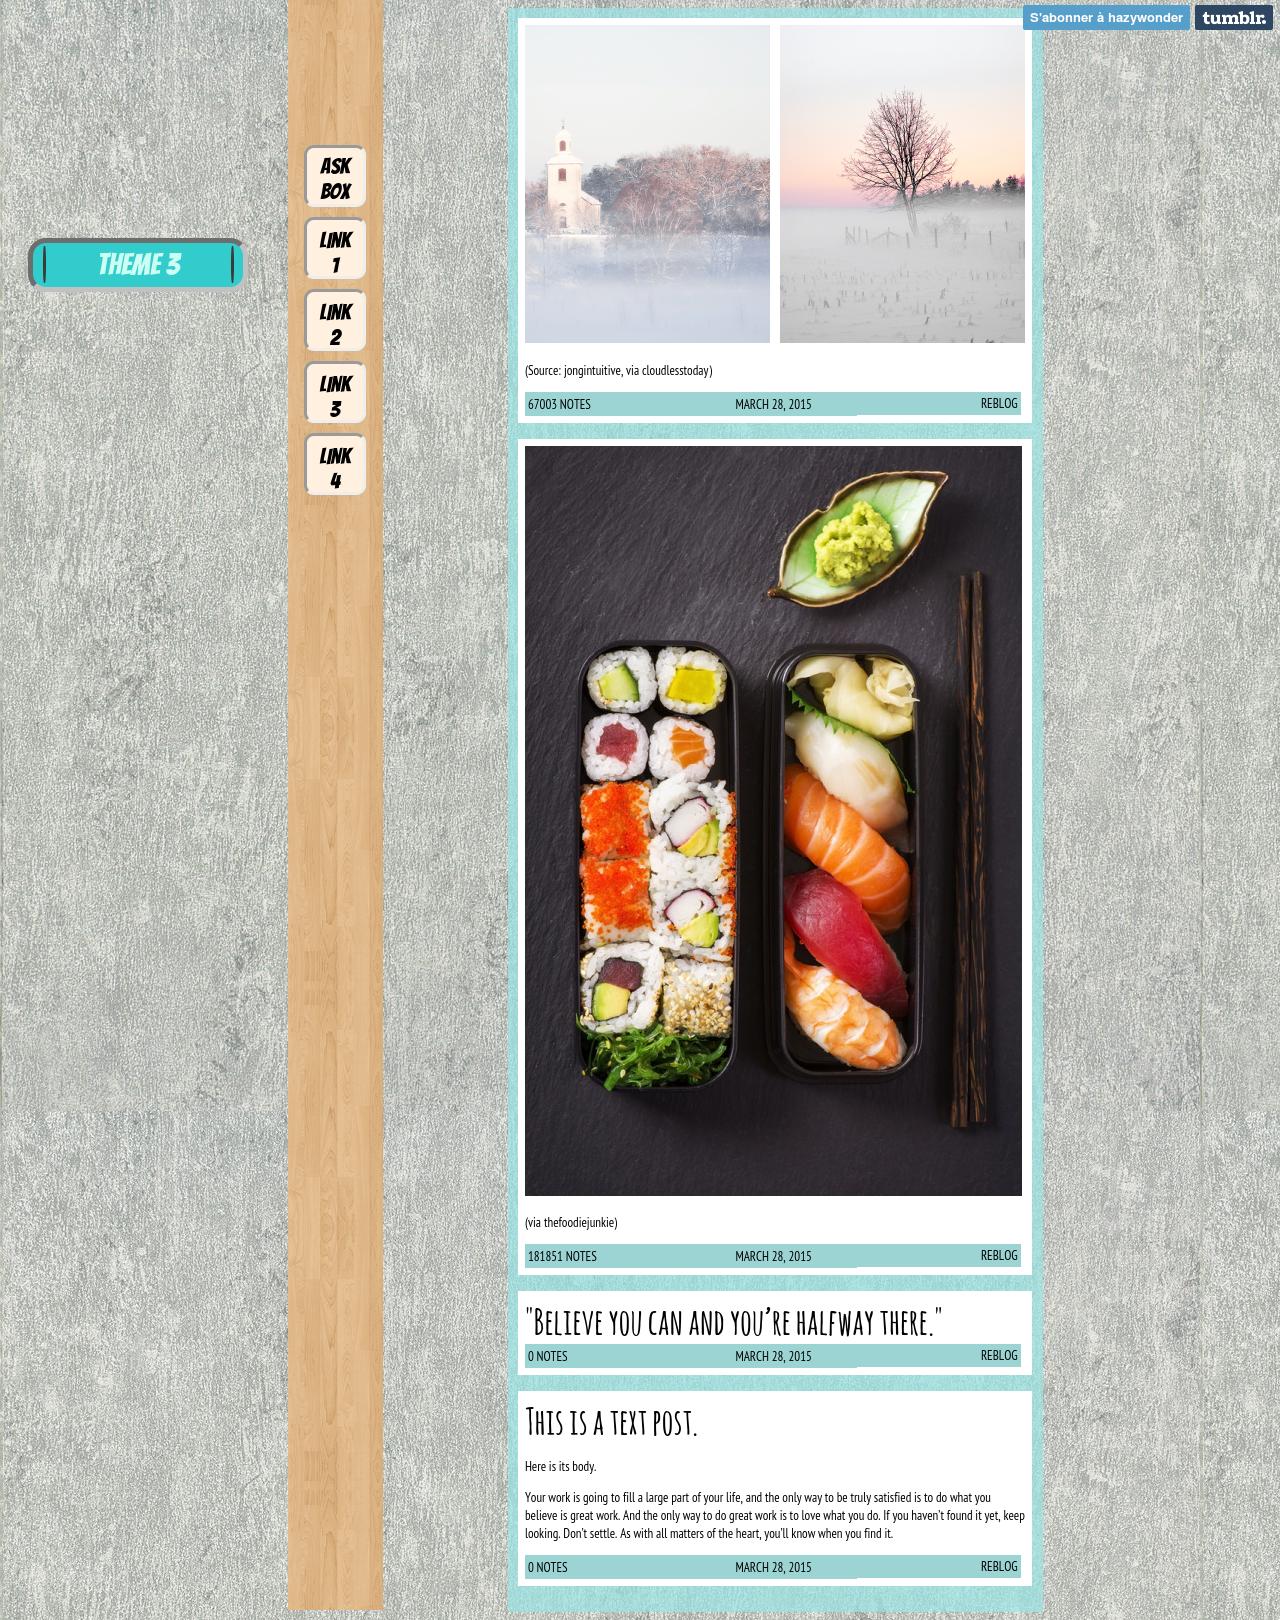 S'abonner à hazywonder
tumblr.
ASK
BOX
LINK
1
LINK
2
LINK
3
LINK
4
THEME 3
(Source: jongintuitive, via cloudlesstoday)
67003 NOTES MARCH 28, 2015 REBLOG
(via thefoodiejunkie)
181851 NOTES MARCH 28, 2015 REBLOG
"Believe you can and you’re halfway there."
0 NOTES MARCH 28, 2015 REBLOG
This is a text post.
Here is its body.
Your work is going to fill a large part of your life, and the only way to be truly satisfied is to do what you
believe is great work. And the only way to do great work is to love what you do. If you haven't found it yet, keep
looking. Don't settle. As with all matters of the heart, you'll know when you find it.
0 NOTES MARCH 28, 2015 REBLOG